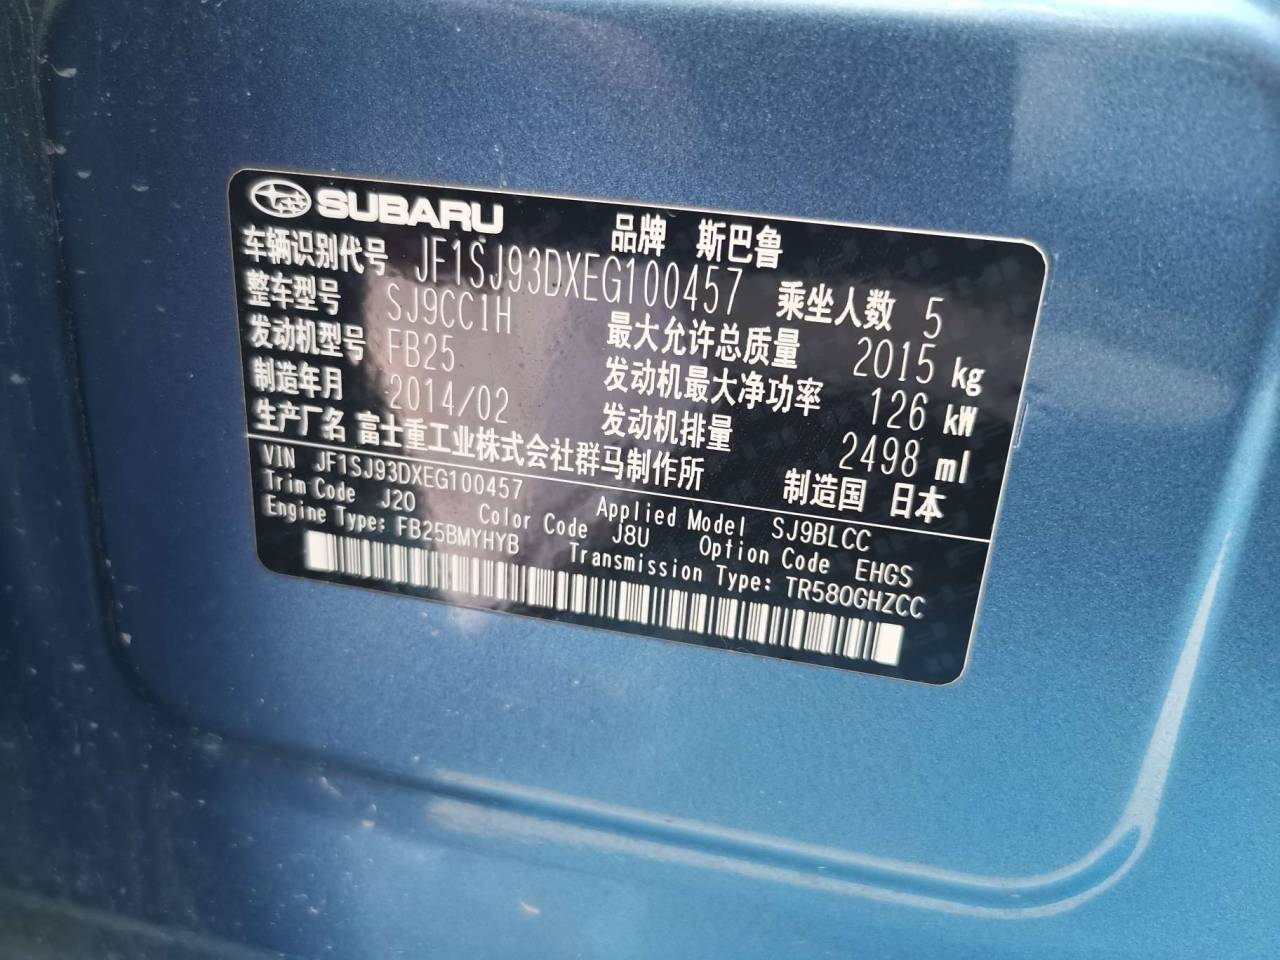 SUBARU 品牌 斯巴鲁
车辆识别代号 JF1SJ93DXEG100457 乘坐人数 5
整车型号 SJ9CC1H 最大允许总质量 2015 kg
发动机型号 FB25 发动机最大净功率 126 kW
制造年月 2014/02 发动机排量 2498 ml
生产厂名 富士重工业株式会社群马制作所 制造国 日本
VIN JF1SJ93DXEG100457 Applied Model SJ9BLCC
Trim Code J20 Color Code J8U Option Code EHGS
Engine Type: FB25BMYHYB Transmission Type: TR580GHZCC